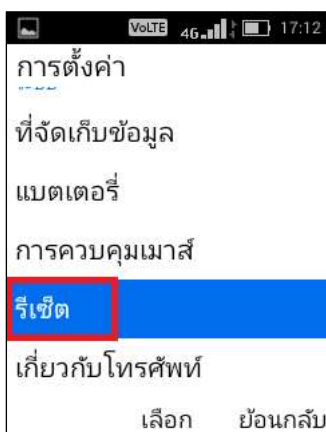 VoLTE 4G 17:12
การตั้งค่า
ที่จัดเก็บข้อมูล
แบตเตอรี่
การควบคุมเมาส์
รีเซ็ต
เกี่ยวกับโทรศัพท์
เลือก ย้อนกลับ